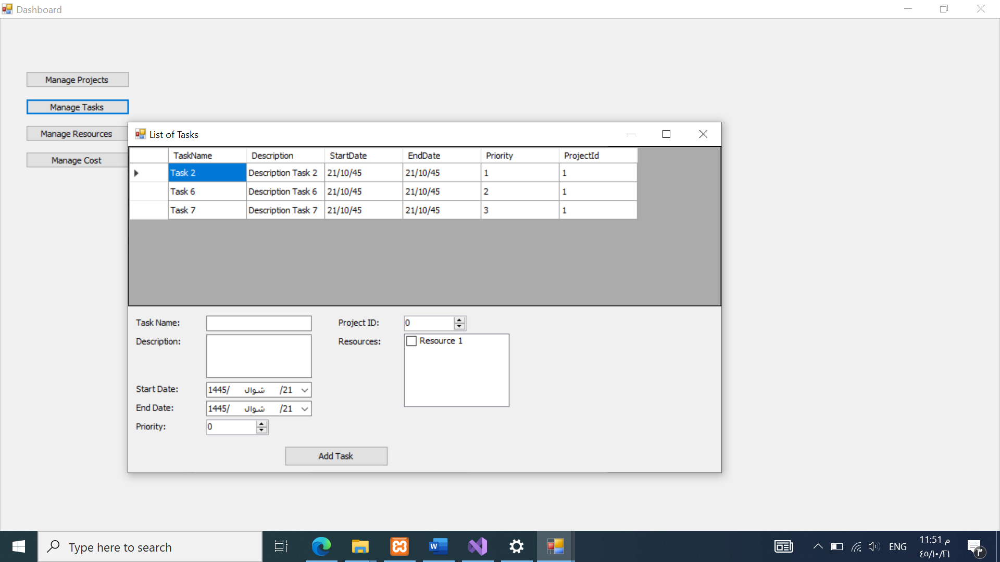 Dashboard
Manage Projects
Manage Tasks
Manage Resources
Manage Cost
List of Tasks
TaskName Description StartDate EndDate Priority ProjectId
Task 2 Description Task 2 21/10/45 21/10/45 1 1
Task 6 Description Task 6 21/10/45 21/10/45 2 1
Task 7 Description Task 7 21/10/45 21/10/45 3 1
Task Name:
Project ID: 0
Description:
Resources: Resource 1
Start Date: 1445/ شوال /21
End Date: 1445/ شوال /21
Priority: 0
Add Task
Type here to search
W
ENG
11:51 م
٤٥/١٠/٢١
٣